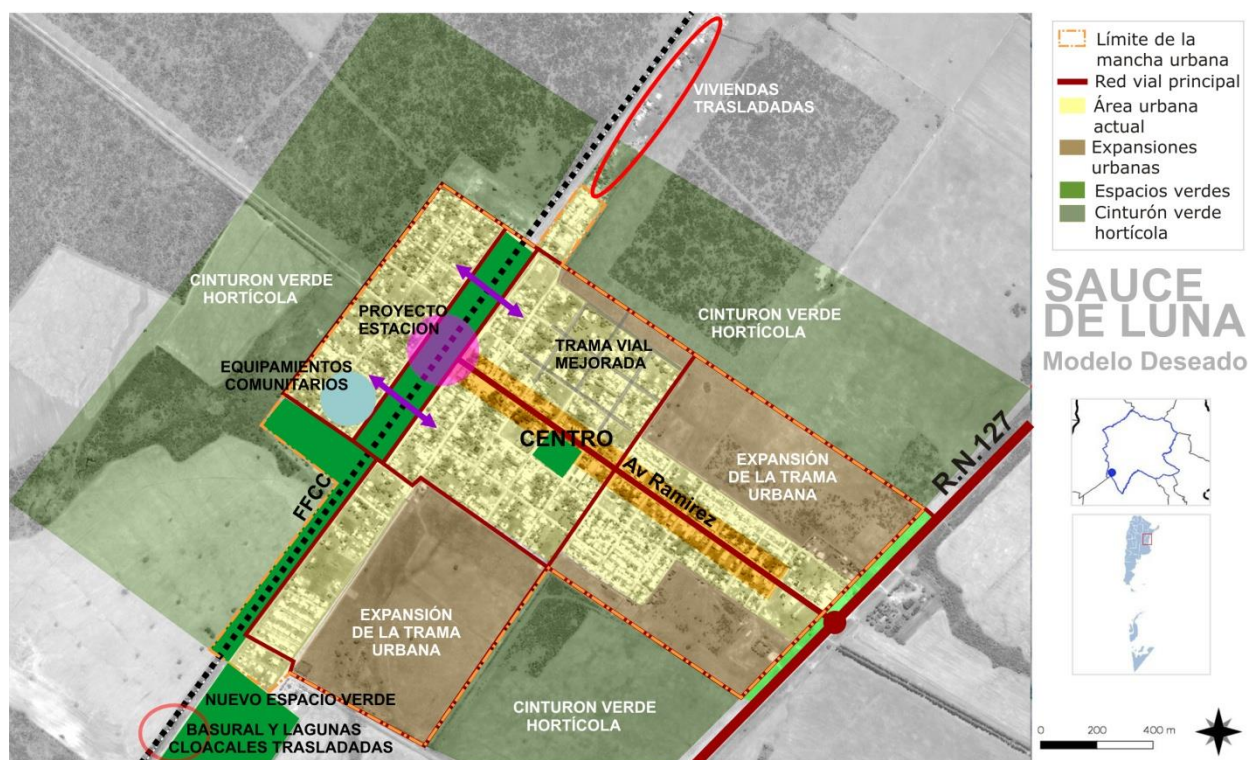 VIVIENDAS
TRASLADADAS
CINTURON VERDE
HORTÍCOLA
PROYECTO
ESTACION
EQUIPAMIENTOS
COMUNITARIOS
TRAMA VIAL
MEJORADA
CINTURON VERDE
HORTÍCOLA
CENTRO
Av Ramirez
EXPANSIÓN
DE LA TRAMA
URBANA
R.N.127
FFCC
EXPANSIÓN
DE LA TRAMA
URBANA
NUEVO ESPACIO VERDE
BASURAL Y LAGUNAS
CLOACALES TRASLADADAS
CINTURON VERDE
HORTÍCOLA
Límite de la
mancha urbana
Red vial principal
Área urbana
actual
Expansiones
urbanas
Espacios verdes
Cinturón verde
hortícola
SAUCE
DE LUNA
Modelo Deseado
0 200 400 m